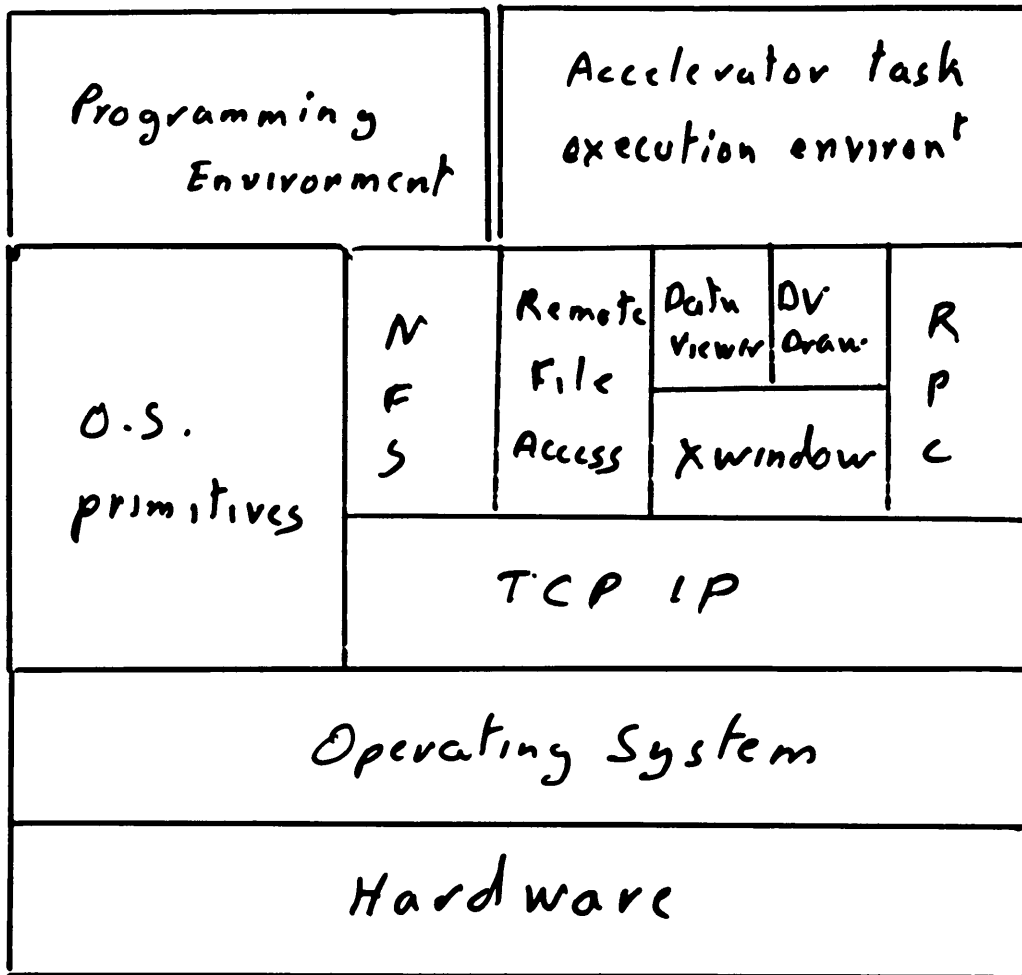 Programming
Enviroment
Accelerator task
execution environt
O.S.
primitives
N
F
S
Remote
File
Access
Data
Viewer
DV
Draw.
R
P
C
Xwindow
TCP IP
Operating System
Hardware